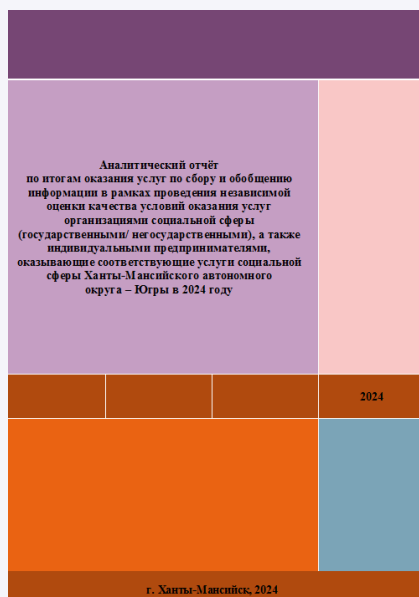 Аналитический отчёт
по итогам оказания услуг по сбору и обобщению
информации в рамках проведения независимой
оценки качества условий оказания услуг
организациями социальной сферы
(государственными/ негосударственными), а также
индивидуальными предпринимателями,
оказывающие соответствующие услуги социальной
сферы Ханты-Мансийского автономного
округа – Югры в 2024 году
2024
г. Ханты-Мансийск, 2024